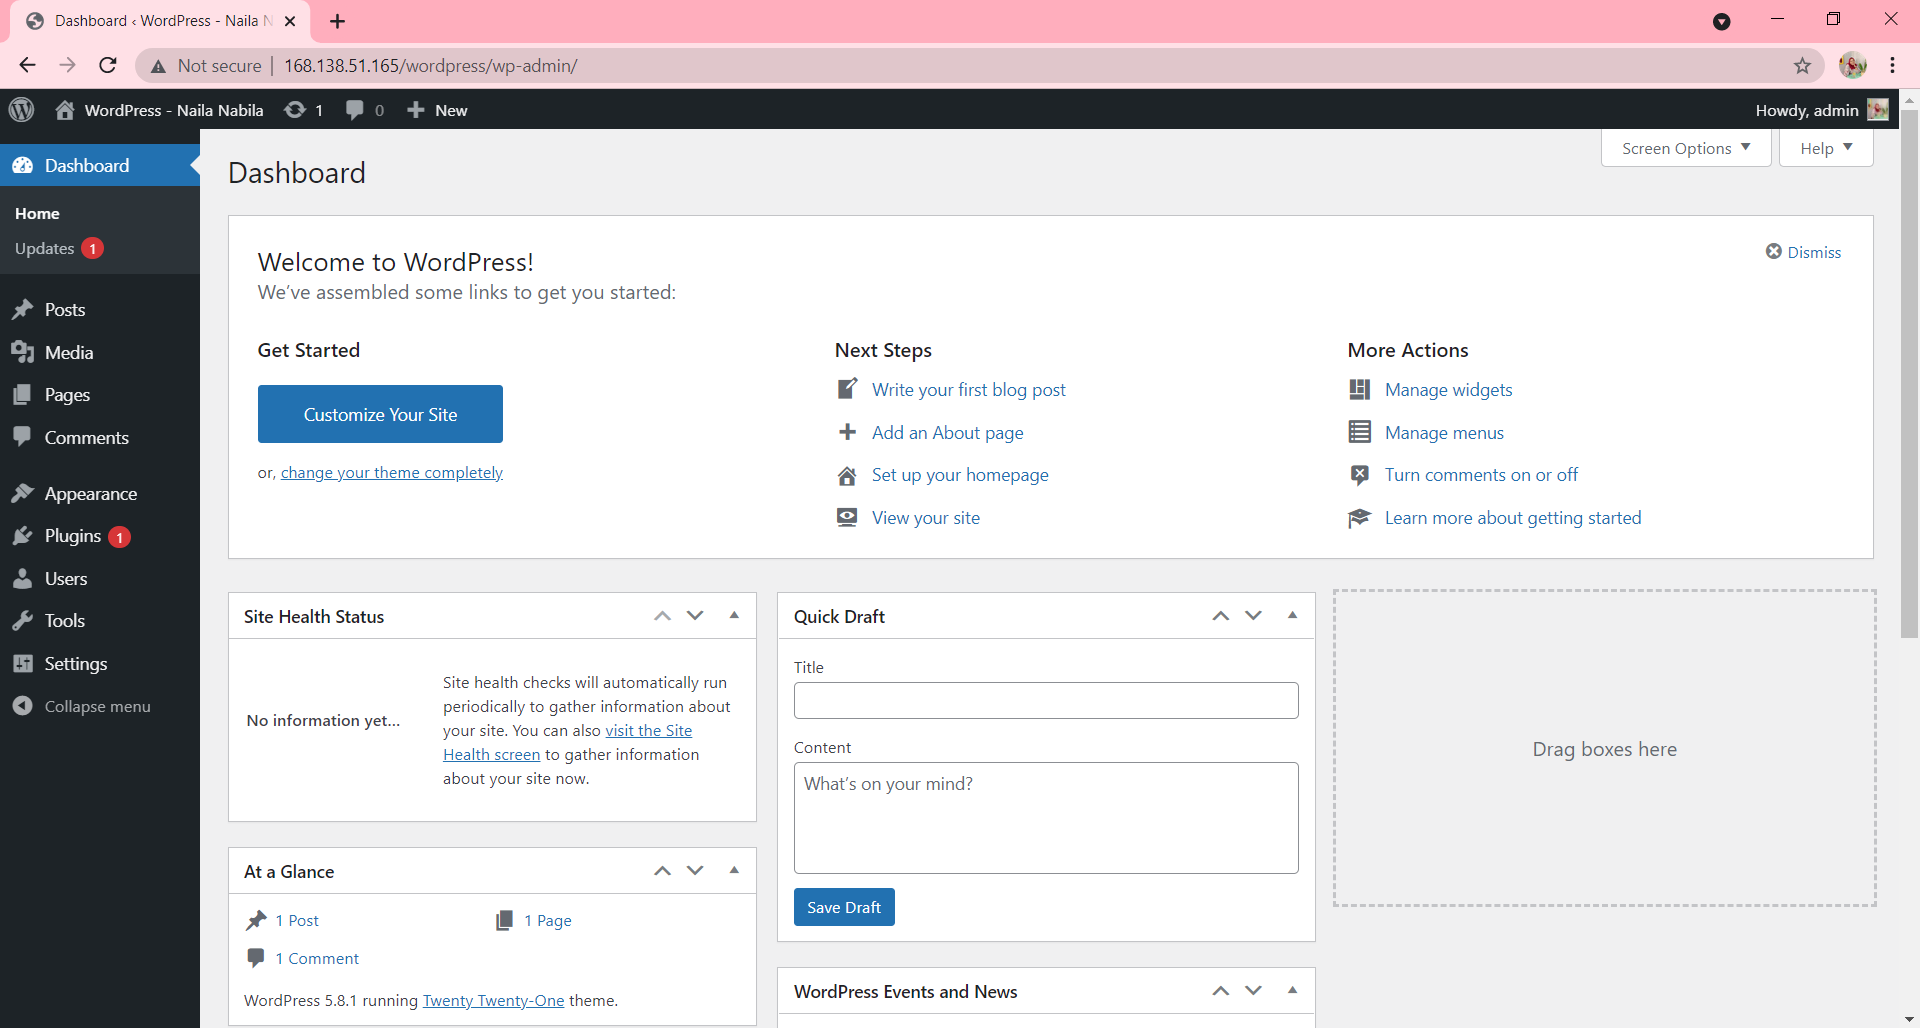 Dashboard ‹ WordPress - Naila N
Not secure | 168.138.51.165/wordpress/wp-admin/
WordPress - Naila Nabila 1 0 New Howdy, admin
Dashboard
Home
Updates 1
Posts
Media
Pages
Comments
Appearance
Plugins 1
Users
Tools
Settings
Collapse menu
Screen Options Help
Dashboard
Welcome to WordPress!
We've assembled some links to get you started:
Dismiss
Get Started
Customize Your Site
or, change your theme completely
Next Steps
Write your first blog post
Add an About page
Set up your homepage
View your site
More Actions
Manage widgets
Manage menus
Turn comments on or off
Learn more about getting started
Site Health Status
No information yet...
Site health checks will automatically run
periodically to gather information about
your site. You can also visit the Site
Health screen to gather information
about your site now.
At a Glance
1 Post
1 Page
1 Comment
WordPress 5.8.1 running Twenty Twenty-One theme.
Quick Draft
Title
Content
What's on your mind?
Save Draft
WordPress Events and News
Drag boxes here